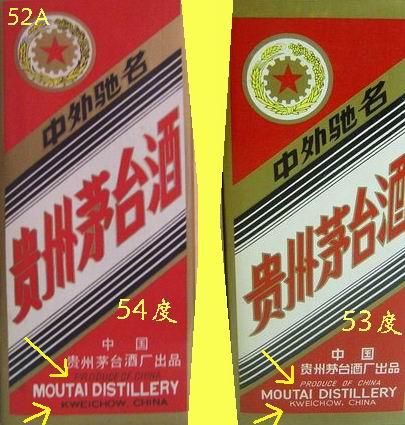 52A
中外驰名
贵州茅台酒
54度
中国
贵州茅台酒厂出品
PRODUCE OF CHINA
MOUTAI DISTILLERY
KWEICHOW, CHINA
中外驰名
贵州茅台酒
53度
中国
贵州茅台酒厂出品
PRODUCE OF CHINA
MOUTAI DISTILLERY
KWEICHOW, CHINA